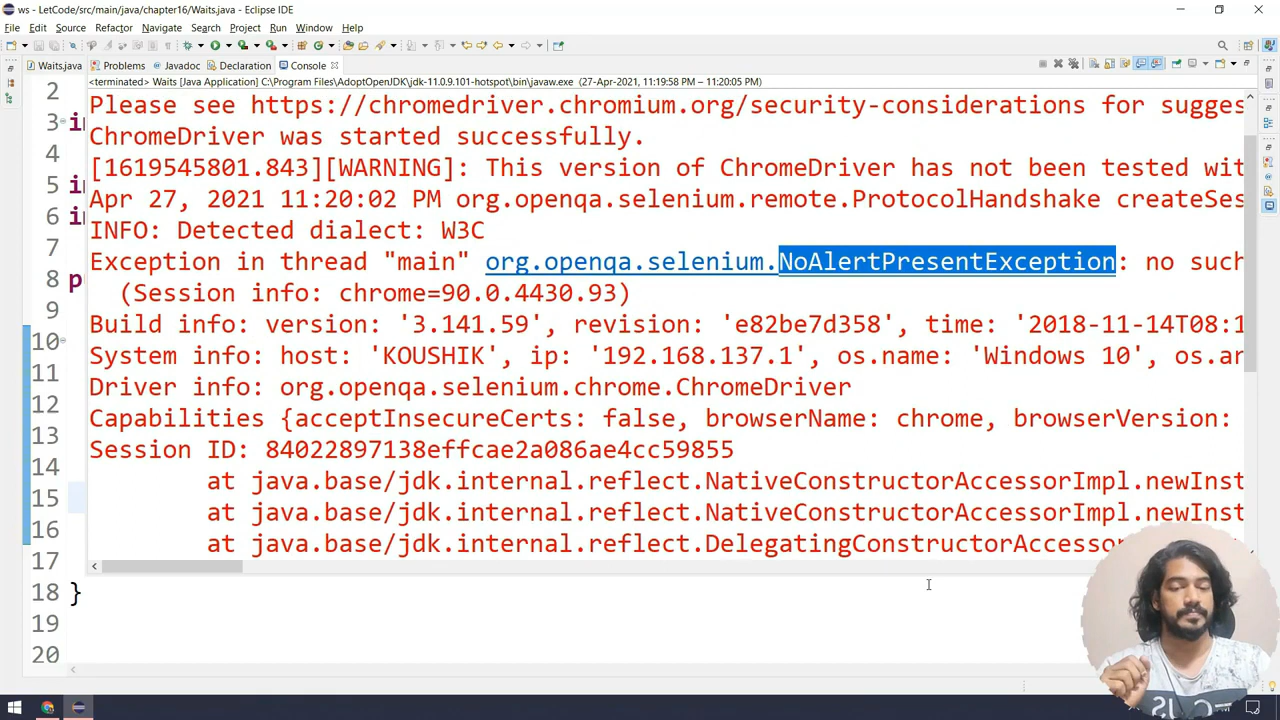 ws - LetCode/src/main/java/chapter16/Waits.java - Eclipse IDE
File Edit Source Refactor Navigate Search Project Run Window Help
Waits.java Problems Javadoc Declaration Console
<terminated> Waits [Java Application] C:\Program Files\AdoptOpenJDK\jdk-11.0.9.101-hotspot\bin\javaw.exe (27-Apr-2021, 11:19:58 PM – 11:20:05 PM)
2 Please see https://chromedriver.chromium.org/security-considerations for sugges
3 ChromeDriver was started successfully.
4 [1619545801.843][WARNING]: This version of ChromeDriver has not been tested wit
5 Apr 27, 2021 11:20:02 PM org.openqa.selenium.remote.ProtocolHandshake createSes
6 INFO: Detected dialect: W3C
7 Exception in thread "main" org.openqa.selenium.NoAlertPresentException: no such
8 p (Session info: chrome=90.0.4430.93)
9 Build info: version: '3.141.59', revision: 'e82be7d358', time: '2018-11-14T08:1
10 System info: host: 'KOUSHIK', ip: '192.168.137.1', os.name: 'Windows 10', os.ar
11 Driver info: org.openqa.selenium.chrome.ChromeDriver
12 Capabilities {acceptInsecureCerts: false, browserName: chrome, browserVersion:
13 Session ID: 84022897138effcae2a086ae4cc59855
14 at java.base/jdk.internal.reflect.NativeConstructorAccessorImpl.newInst
15 at java.base/jdk.internal.reflect.NativeConstructorAccessorImpl.newInst
16 at java.base/jdk.internal.reflect.DelegatingConstructorAccessor
17
18 }
19
20